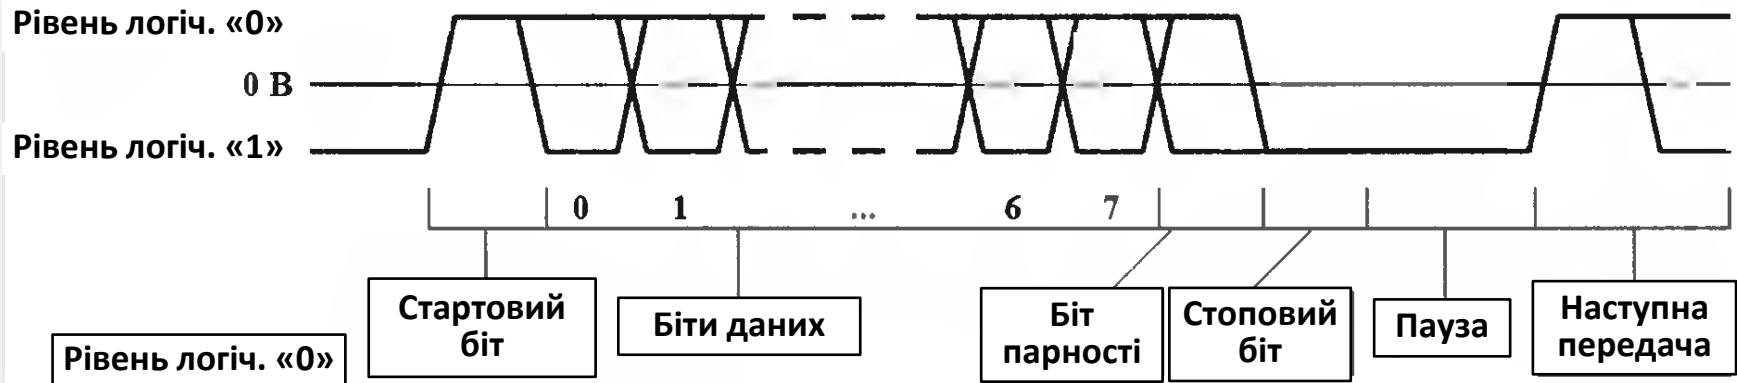 Рівень логіч. «0»
0 В
Рівень логіч. «1»
0 1 ... 6 7
Стартовий
біт
Біти даних
Біт
парності
Стоповий
біт
Пауза
Наступна
передача
Рівень логіч. «0»